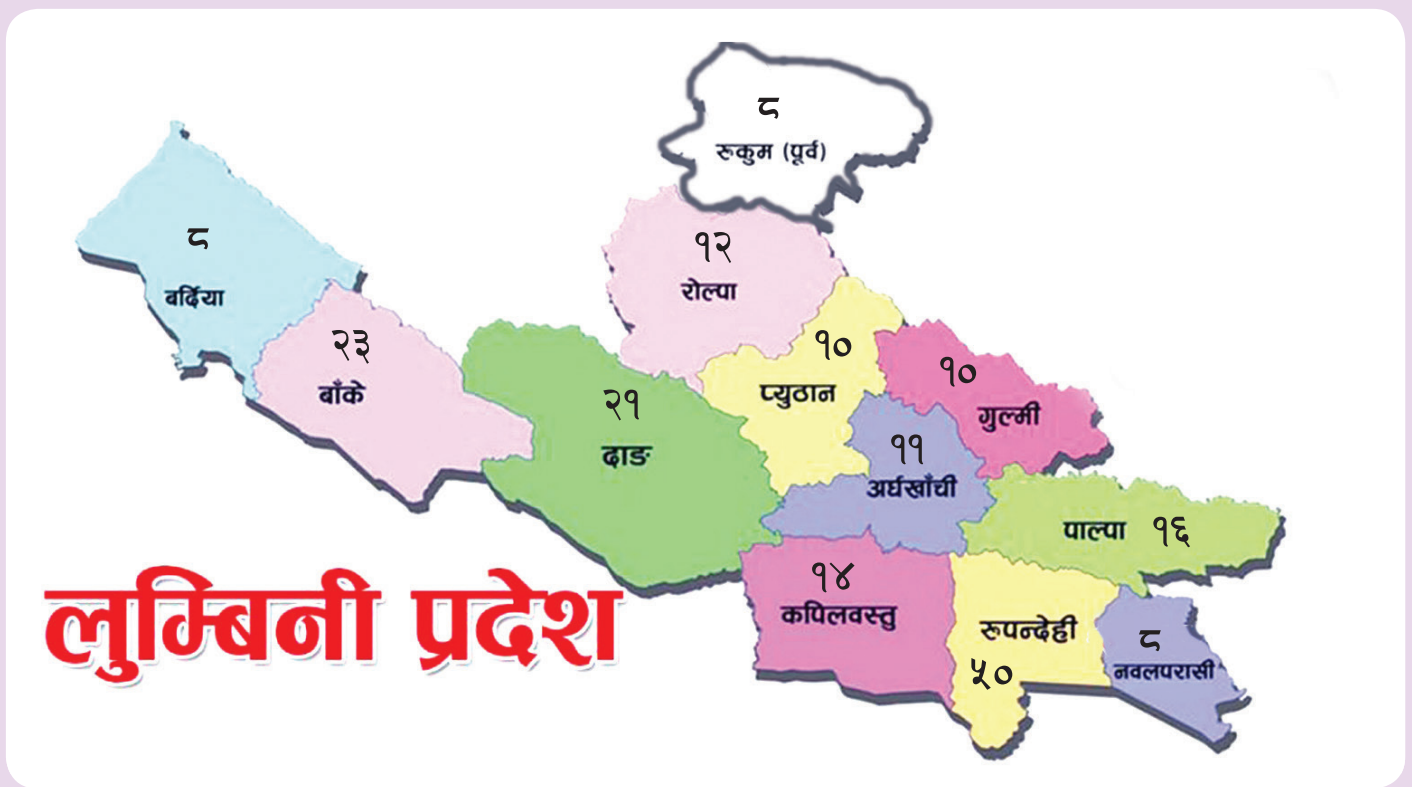 ८
रुकुम (पूर्व)
८
बर्दिया
१२
रोल्पा
२३
बाँके
१०
प्युठान
१०
गुल्मी
२१
दाङ
११
अर्घखाँची
पाल्पा १६
१४
कपिलवस्तु
रुपन्देही
५०
८
नवलपरासी
लुम्बिनी प्रदेश